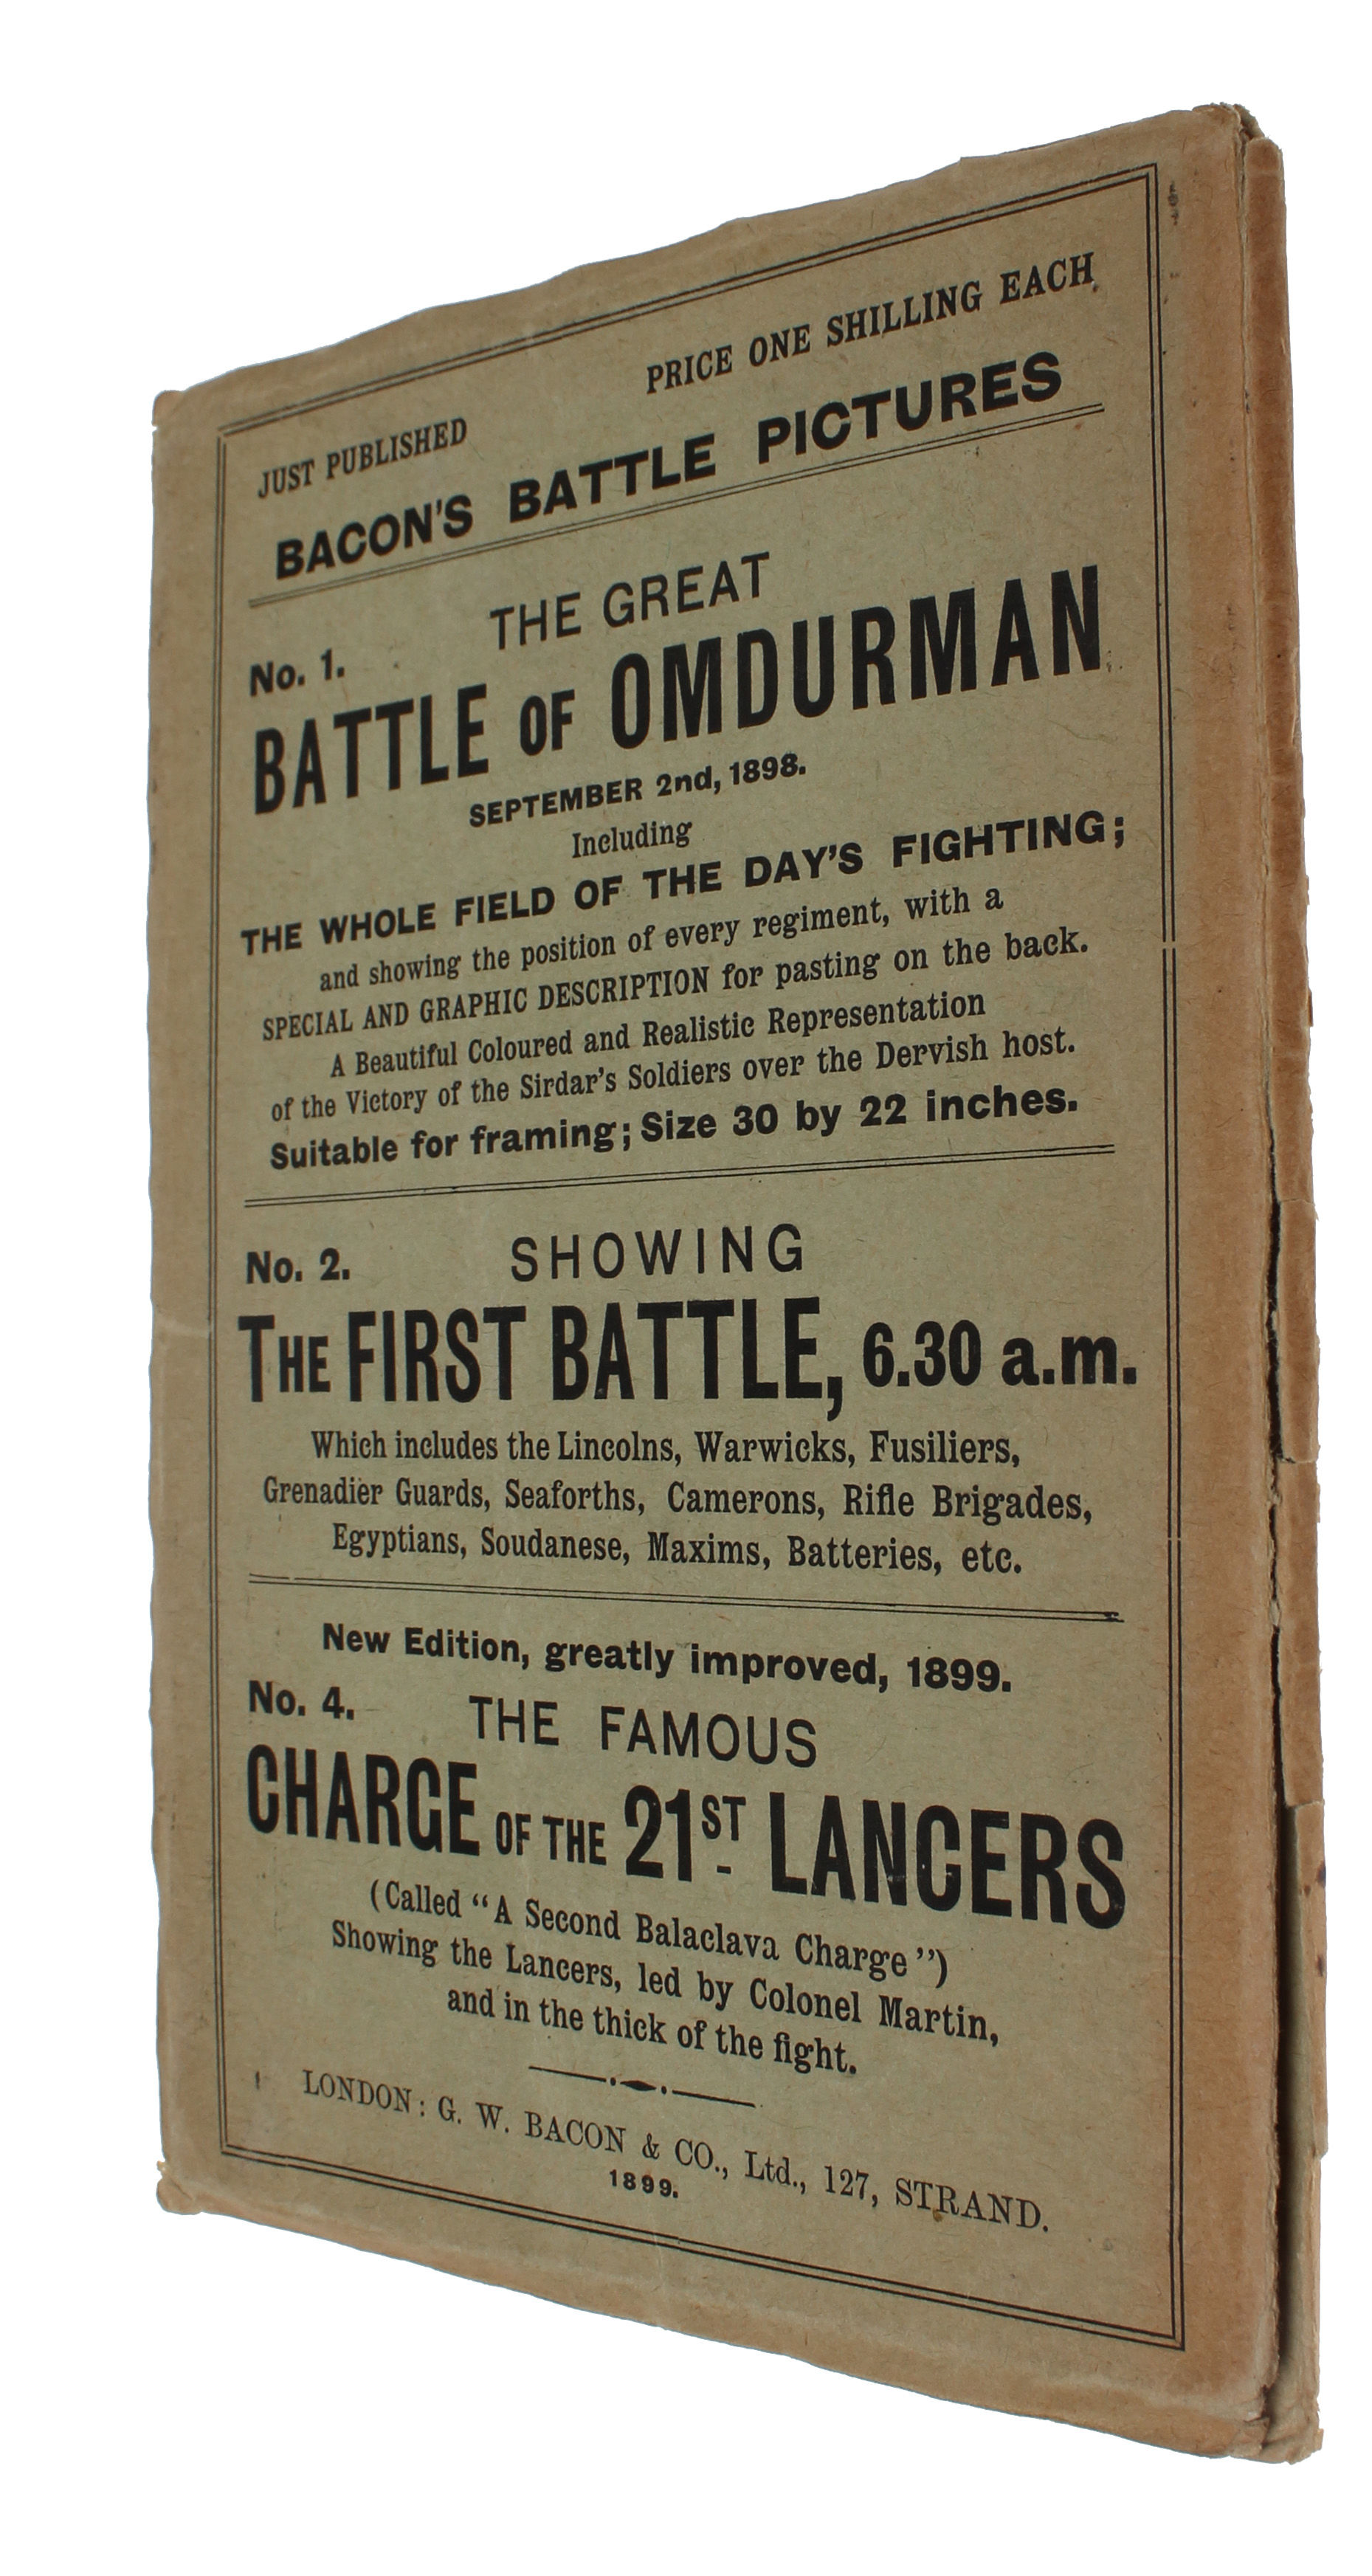 JUST PUBLISHED PRICE ONE SHILLING EACH
BACON'S BATTLE PICTURES
No. 1. THE GREAT
BATTLE OF OMDURMAN
SEPTEMBER 2nd, 1898.
Including
THE WHOLE FIELD OF THE DAY'S FIGHTING;
and showing the position of every regiment, with a
SPECIAL AND GRAPHIC DESCRIPTION for pasting on the back.
A Beautiful Coloured and Realistic Representation
of the Victory of the Sirdar's Soldiers over the Dervish host.
Suitable for framing; Size 30 by 22 inches.
No. 2. SHOWING
THE FIRST BATTLE, 6.30 a.m.
Which includes the Lincolns, Warwicks, Fusiliers,
Grenadier Guards, Seaforths, Camerons, Rifle Brigades,
Egyptians, Soudanese, Maxims, Batteries, etc.
New Edition, greatly improved, 1899.
No. 4. THE FAMOUS
CHARGE OF THE 21ST LANCERS
(Called "A Second Balaclava Charge")
Showing the Lancers, led by Colonel Martin,
and in the thick of the fight.
LONDON: G. W. BACON & CO., Ltd., 127, STRAND.
1899.